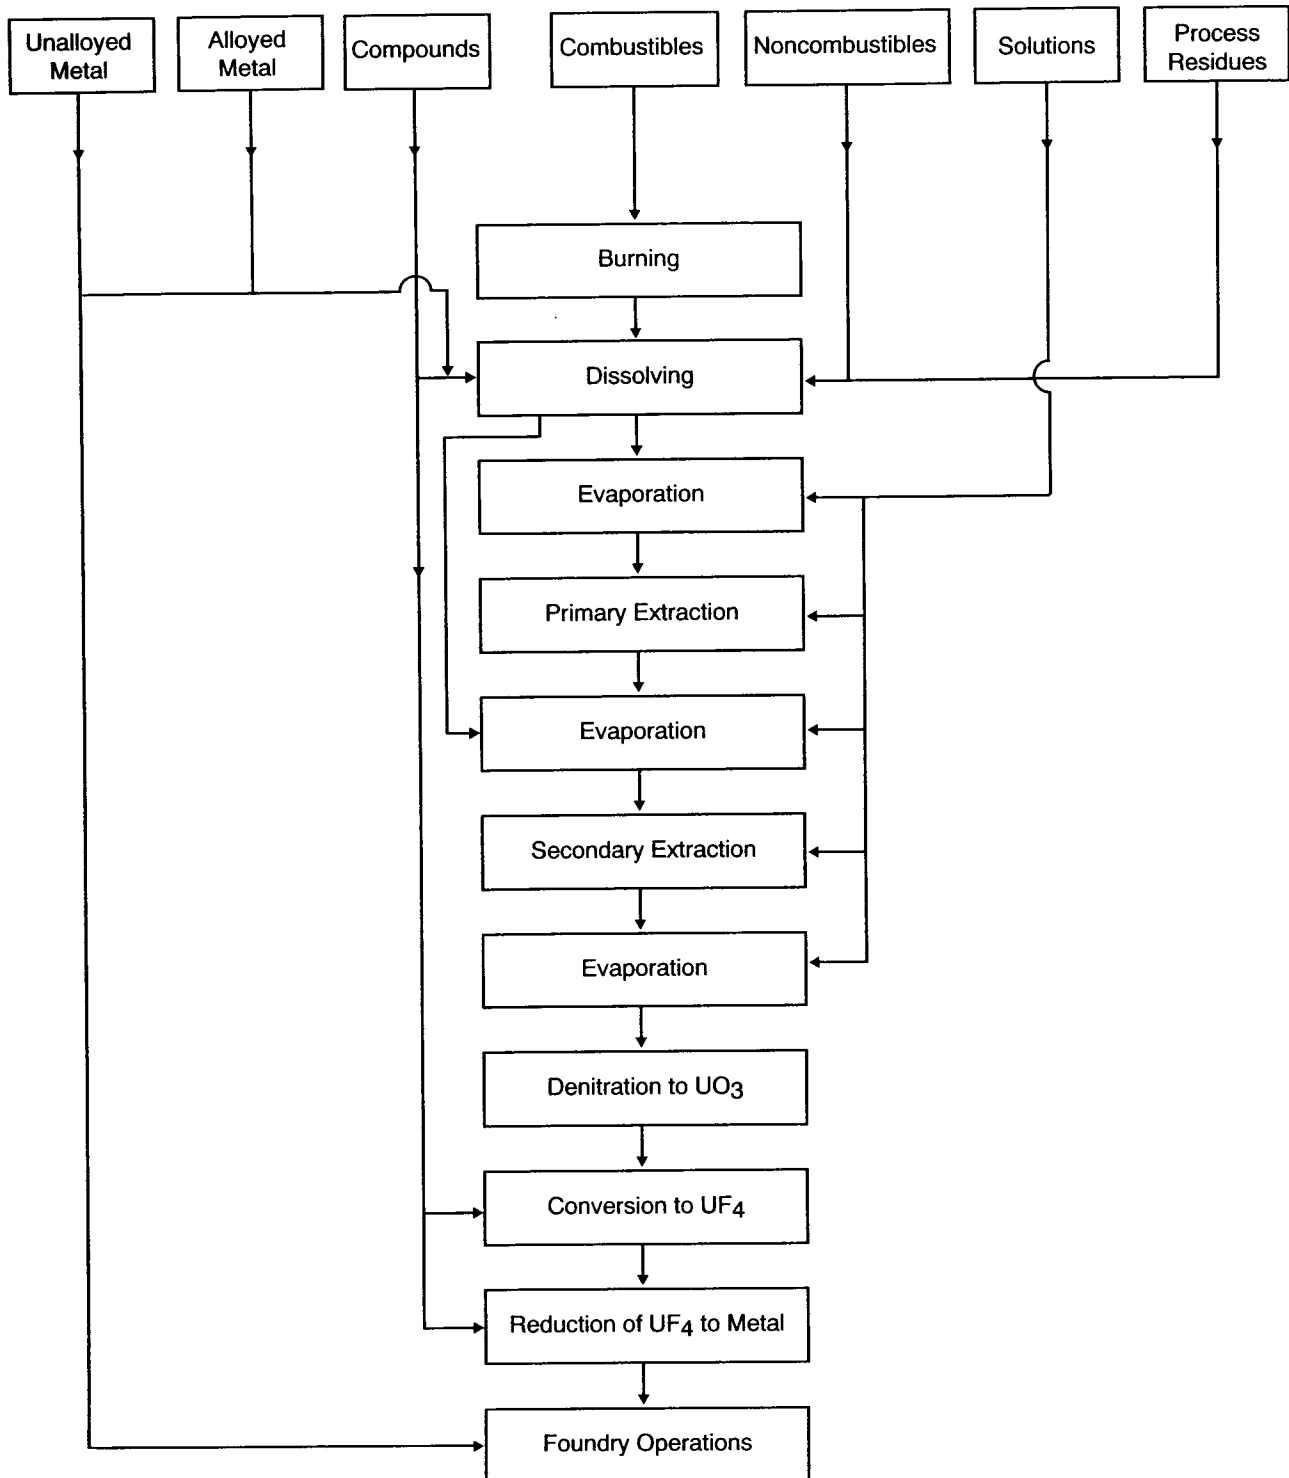 Unalloyed
Metal
Alloyed
Metal
Compounds
Combustibles
Noncombustibles
Solutions
Process
Residues
Burning
Dissolving
Evaporation
Primary Extraction
Evaporation
Secondary Extraction
Evaporation
Denitration to UO3
Conversion to UF4
Reduction of UF4 to Metal
Foundry Operations